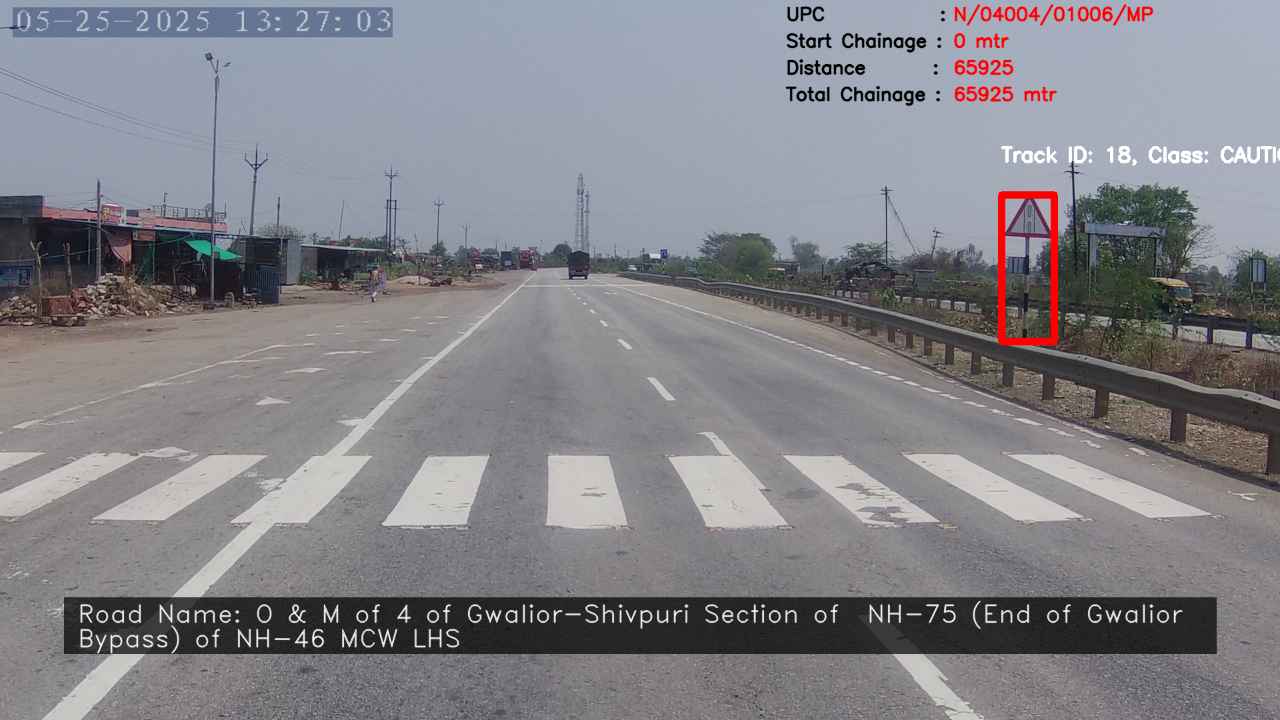 05-25-2025 13:27:03
UPC : N/04004/01006/MP
Start Chainage : 0 mtr
Distance : 65925
Total Chainage : 65925 mtr
Track ID: 18, Class: CAUTI
Road Name: O & M of 4 of Gwalior-Shivpuri Section of NH-75 (End of Gwalior
Bypass) of NH-46 MCW LHS